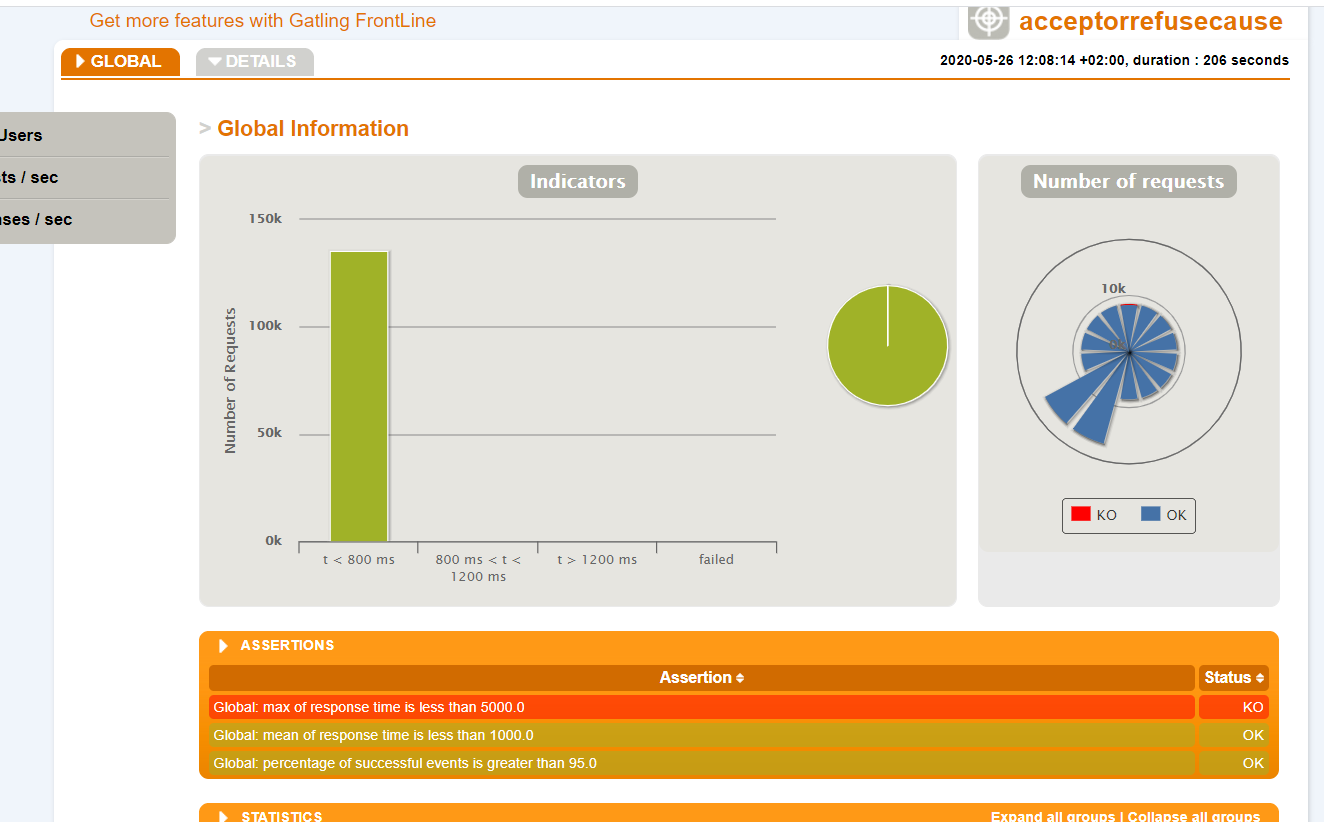 Get more features with Gatling FrontLine
acceptorrefusecause
GLOBAL
DETAILS
2020-05-26 12:08:14 +02:00, duration : 206 seconds
Users
/ sec
/ sec
> Global Information
Indicators
150k
100k
50k
0k
Number of Requests
t < 800 ms
800 ms < t <
1200 ms
t > 1200 ms
failed
Number of requests
10k
KO
OK
ASSERTIONS
Assertion
Status
Global: max of response time is less than 5000.0
KO
Global: mean of response time is less than 1000.0
OK
Global: percentage of successful events is greater than 95.0
OK
STATISTICS
Expand all groups | Collapse all groups